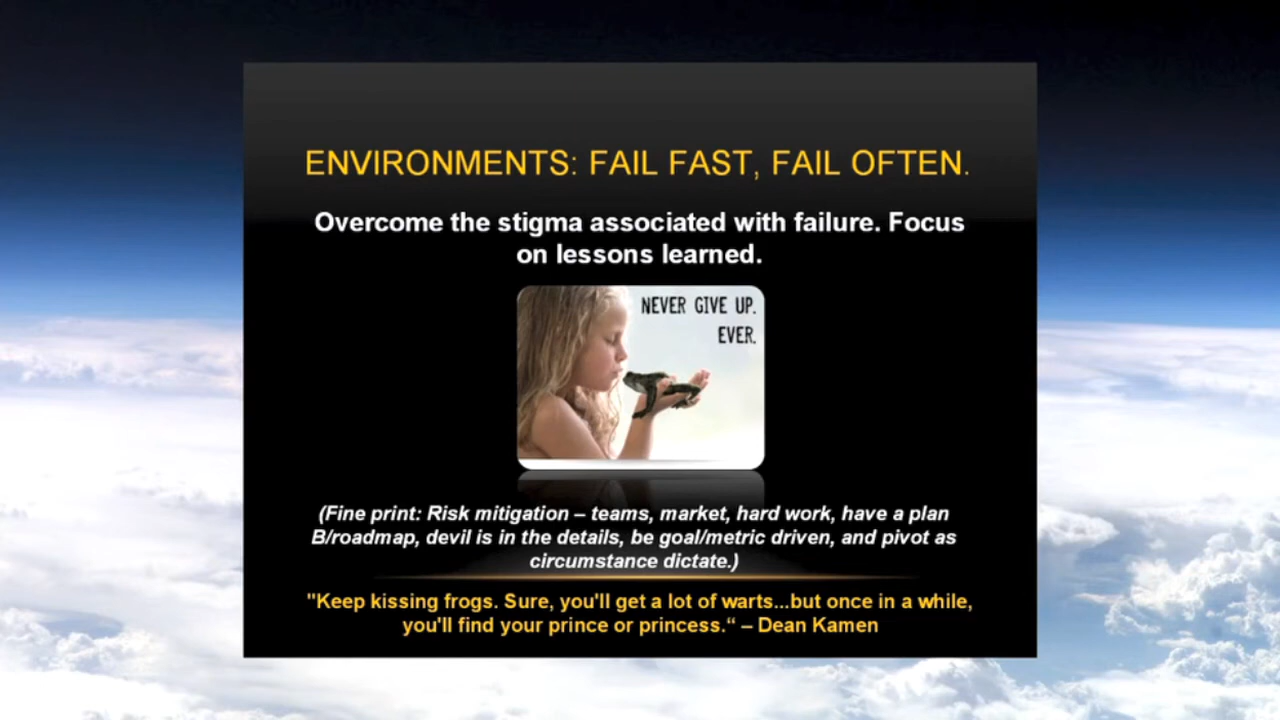 ENVIRONMENTS: FAIL FAST, FAIL OFTEN.
Overcome the stigma associated with failure. Focus
on lessons learned.
NEVER GIVE UP.
EVER.
(Fine print: Risk mitigation – teams, market, hard work, have a plan
B/roadmap, devil is in the details, be goal/metric driven, and pivot as
circumstance dictate.)
"Keep kissing frogs. Sure, you'll get a lot of warts...but once in a while,
you'll find your prince or princess.“ – Dean Kamen